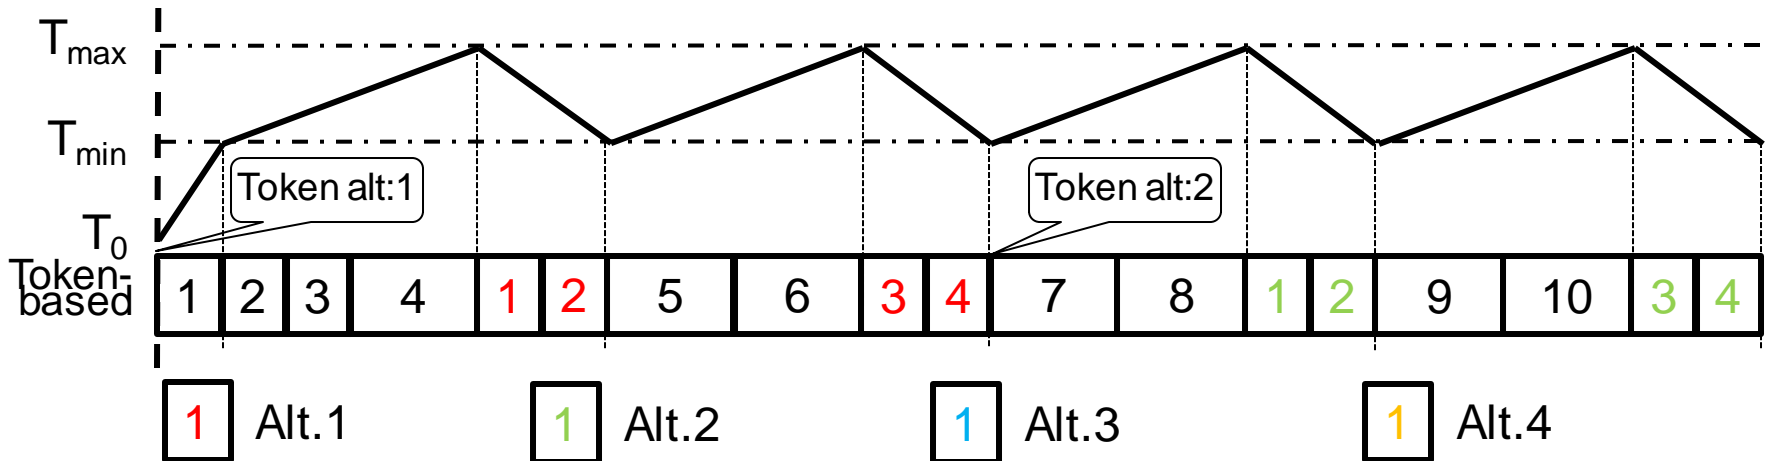 Tmax
Tmin
Token alt:1
Token alt:2
T0
Token-
based
1 2 3 4 1 2 5 6 3 4 7 8 1 2 9 10 3 4
1 Alt.1 1 Alt.2 1 Alt.3 1 Alt.4